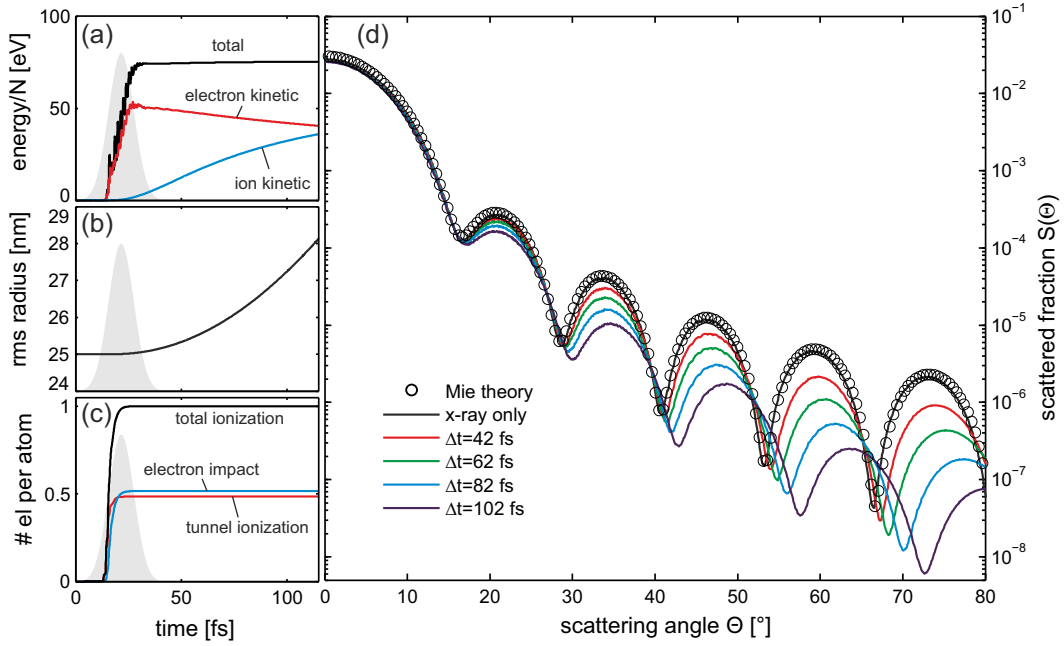 (a)
total
electron kinetic
ion kinetic
energy/N [eV]
100
50
0
(b)
rms radius [nm]
29
28
27
26
25
24
(c)
total ionization
electron impact
tunnel ionization
# el per atom
1
0.5
0
0
50
100
time [fs]
(d)
Mie theory
x-ray only
Δt=42 fs
Δt=62 fs
Δt=82 fs
Δt=102 fs
0
10
20
30
40
50
60
70
80
scattering angle Θ [°]
10⁻¹
10⁻²
10⁻³
10⁻⁴
10⁻⁵
10⁻⁶
10⁻⁷
10⁻⁸
scattered fraction S(Θ)